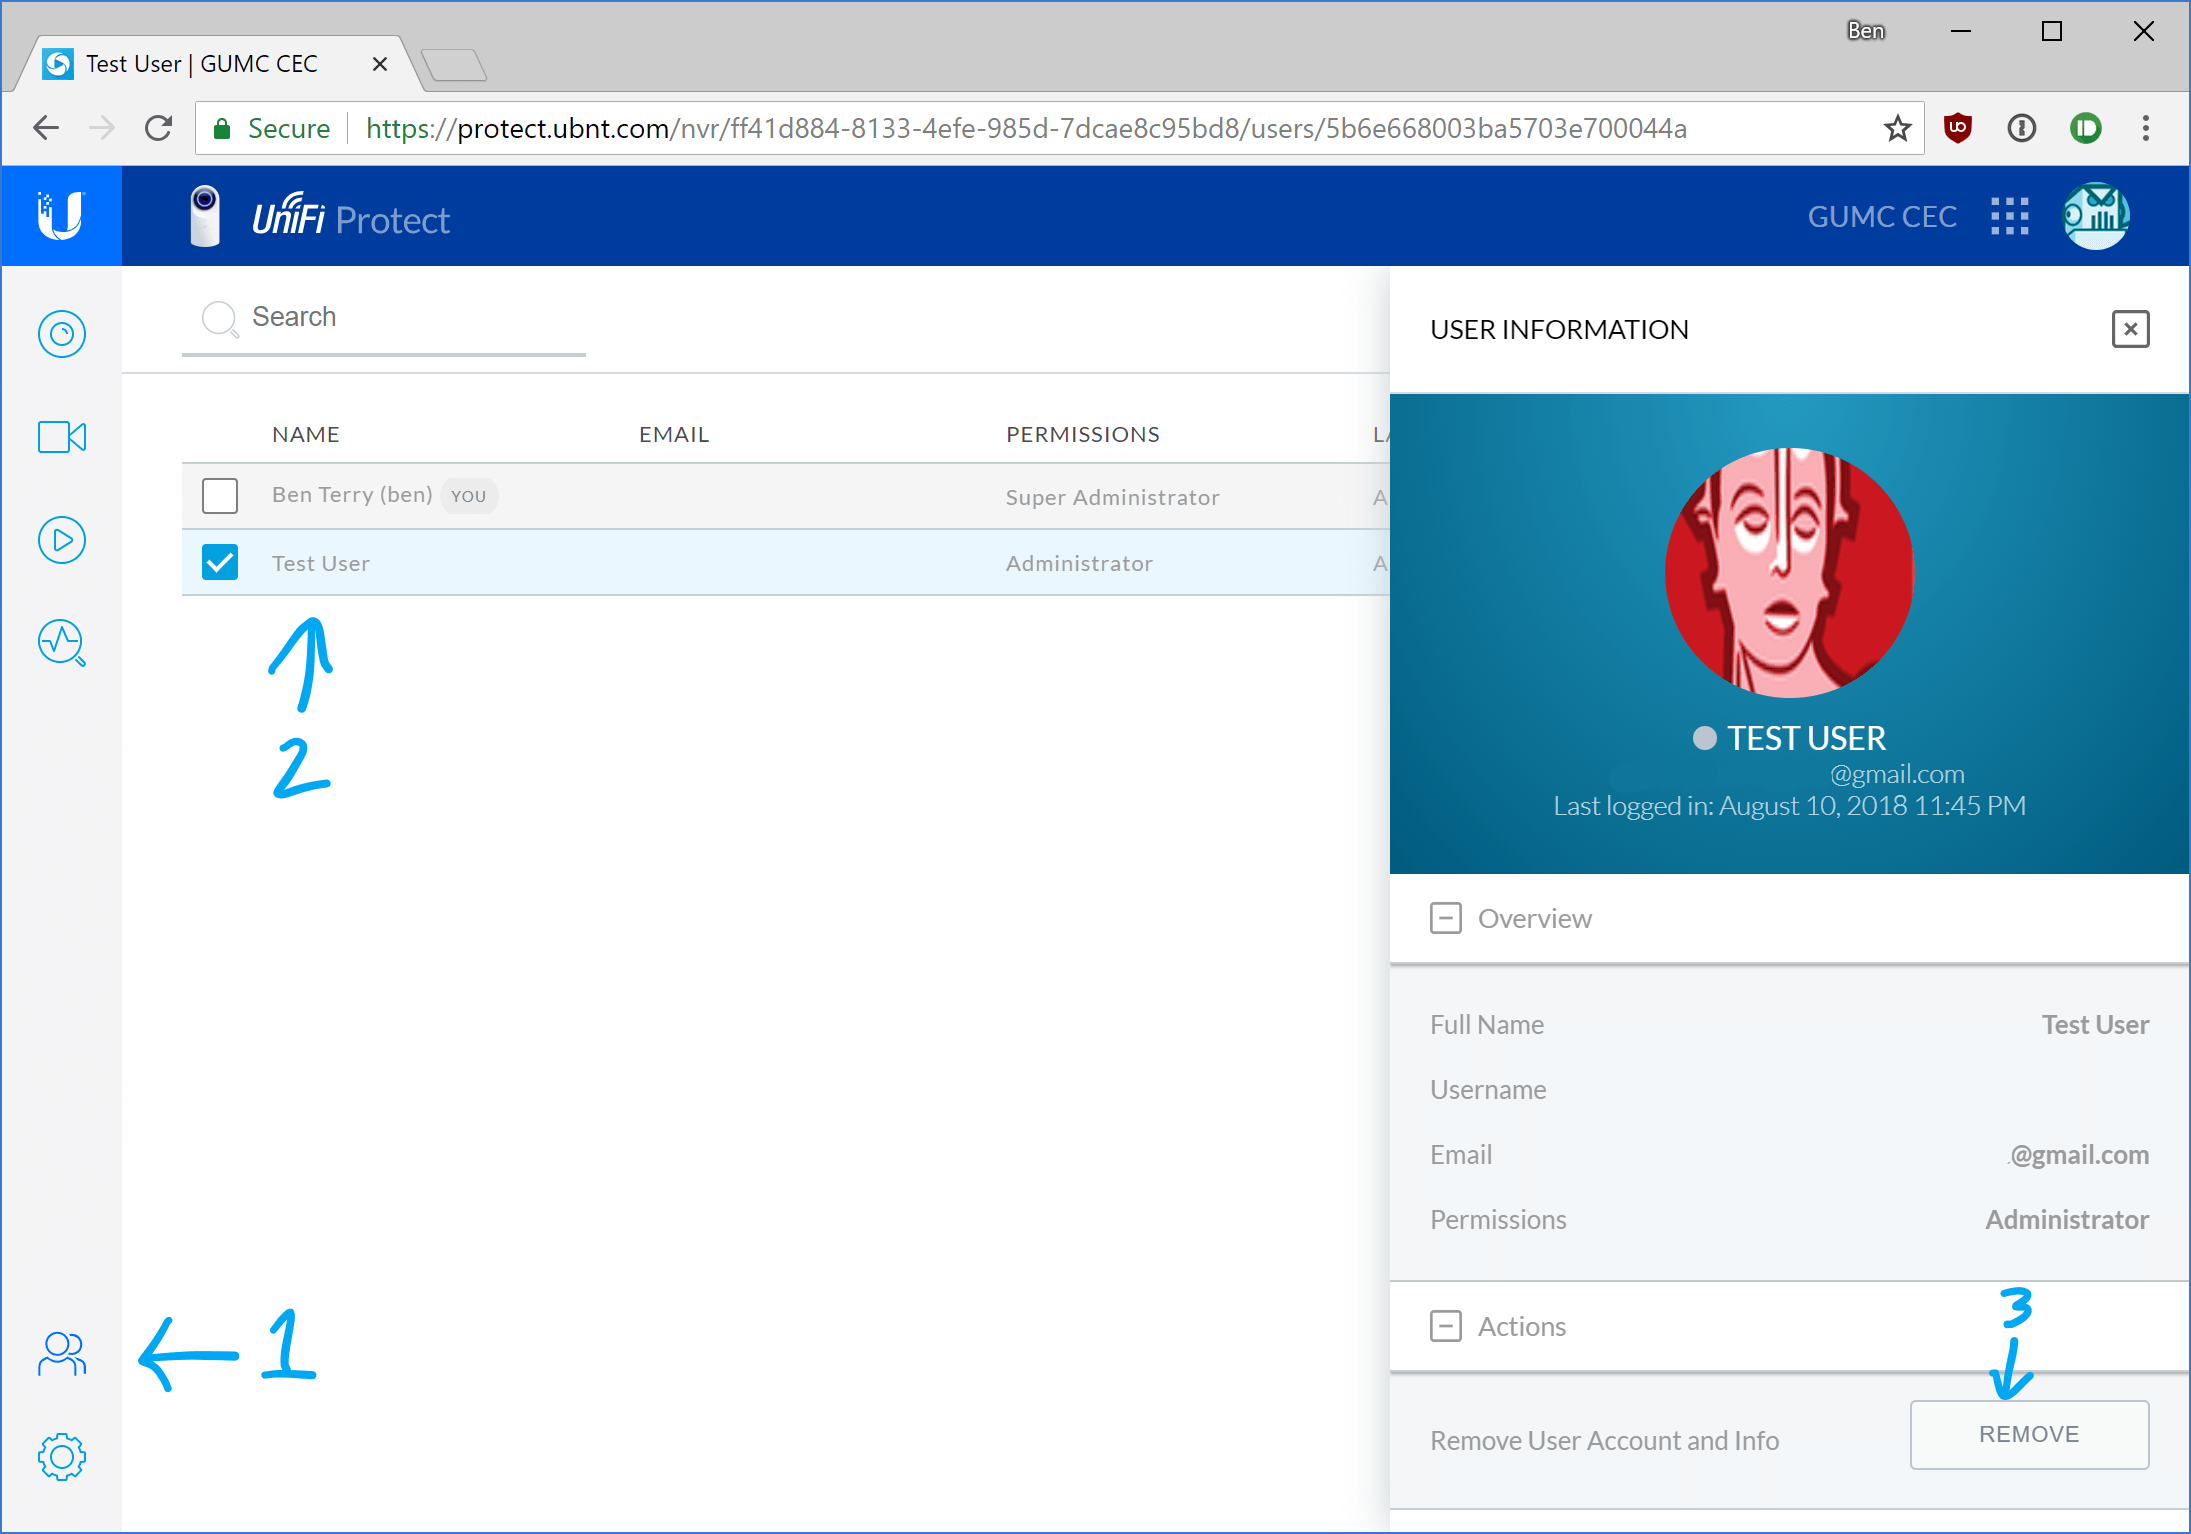 Ben
Test User | GUMC CEC
Secure https://protect.ubnt.com/nvr/ff41d884-8133-4efe-985d-7dcae8c95bd8/users/5b6e668003ba5703e700044a
UniFi Protect
GUMC CEC
Search
NAME EMAIL PERMISSIONS LA
Ben Terry (ben) YOU Super Administrator A
Test User Administrator A
2
1
USER INFORMATION
TEST USER
@gmail.com
Last logged in: August 10, 2018 11:45 PM
Overview
Full Name Test User
Username
Email @gmail.com
Permissions Administrator
Actions
3
Remove User Account and Info REMOVE